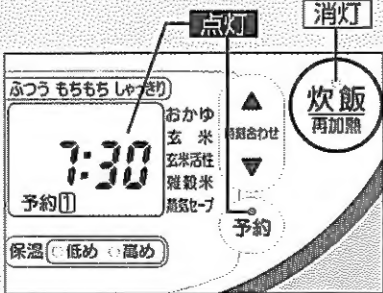 点灯
消灯
ふつう もちもち しゃっきり
おかゆ
玄米
玄米活性
雑穀米
蒸気セーブ
7:30
予約1
▲
時刻合わせ
▼
予約
炊飯
再加熱
保温 低め 高め